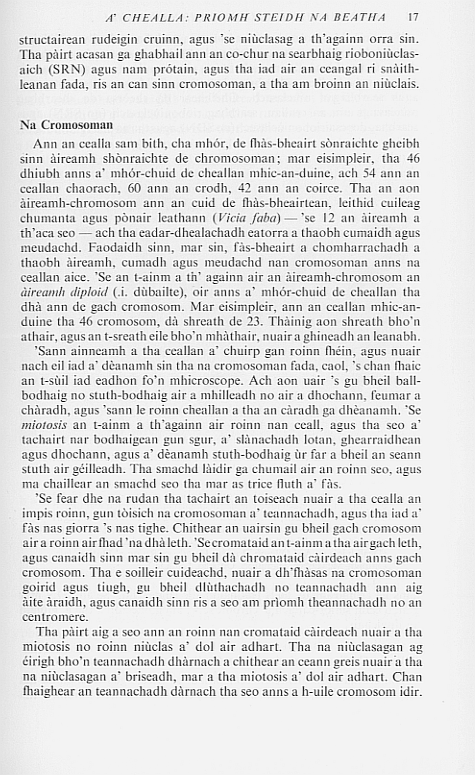 A' CHEALLA: PRIOMH STEIDH NA BEATHA 17
structairean rudeigin cruinn, agus 'se niùclasag a th'againn orra sin.
Tha pàirt acasan ga ghabhail ann an co-chur na searbhaig rioboniùclas-
aich (SRN) agus nam prótain, agus tha iad air an ceangal ri snàith-
leanan fada, ris an can sinn cromosoman, a tha am broinn an niùclais.
Na Cromosoman
Ann an cealla sam bith, cha mhór, de fhàs-bheairt sònraichte gheibh
sinn àireamh shònraichte de chromosoman; mar eisimpleir, tha 46
dhiubh anns a' mhór-chuid de cheallan mhic-an-duine, ach 54 ann an
ceallan chaorach, 60 ann an crodh, 42 ann an coirce. Tha an aon
àireamh-chromosom ann an cuid de fhàs-bheairtean, leithid cuileag
chumanta agus pònair leathann (Vicia faba) — 'se 12 an àireamh a
th'aca seo — ach tha eadar-dhealachadh eatorra a thaobh cumaidh agus
meudachd. Faodaidh sinn, mar sin, fàs-bheairt a chomharrachadh a
thaobh àireamh, cumadh agus meudachd nan cromosoman anns na
ceallan aice. 'Se an t-ainm a th' againn air an àireamh-chromosom an
àireamh diploid (.i. dùbailte), oir anns a' mhór-chuid de cheallan tha
dhà ann de gach cromosom. Mar eisimpleir, ann an ceallan mhic-an-
duine tha 46 cromosom, dà shreath de 23. Thàinig aon shreath bho'n
athair, agus an t-sreath eile bho'n mhàthair, nuair a ghineadh an leanabh.
'Sann ainneamh a tha ceallan a' chuirp gan roinn fhéin, agus nuair
nach eil iad a' dèanamh sin tha na cromosoman fada, caol, 's chan fhaic
an t-sùil iad eadhon fo'n mhicroscope. Ach aon uair 's gu bheil ball-
bodhaig no stuth-bodhaig air a mhilleadh no air a dhochann, feumar a
chàradh, agus 'sann le roinn cheallan a tha an càradh ga dhèanamh. 'Se
miotosis an t-ainm a th'againn air roinn nan ceall, agus tha seo a'
tachairt nar bodhaigean gun sgur, a' slànachadh lotan, ghearraidhean
agus dhochann, agus a' dèanamh stuth-bodhaig ùr far a bheil an seann
stuth air géilleadh. Tha smachd làidir ga chumail air an roinn seo, agus
ma chaillear an smachd seo tha mar as trice fluth a' fàs.
'Se fear dhe na rudan tha tachairt an toiseach nuair a tha cealla an
impis roinn, gun tòisich na cromosoman a' teannachadh, agus tha iad a'
fàs nas giorra 's nas tighe. Chithear an uairsin gu bheil gach cromosom
air a roinn air fhad 'na dhà leth. 'Se cromataid an t-ainm a tha air gach leth,
agus canaidh sinn mar sin gu bheil dà chromataid càirdeach anns gach
cromosom. Tha e soilleir cuideachd, nuair a dh'fhàsas na cromosoman
goirid agus tiugh, gu bheil dlùthachadh no teannachadh ann aig
àite àraidh, agus canaidh sinn ris a seo am prìomh theannachadh no an
centromere.
Tha pàirt aig a seo ann an roinn nan cromataid càirdeach nuair a tha
miotosis no roinn niùclas a' dol air adhart. Tha na niùclasagan ag
éirigh bho'n teannachadh dhàrnach a chithear an ceann greis nuair a tha
na niùclasagan a' briseadh, mar a tha miotosis a' dol air adhart. Chan
fhaighear an teannachadh dàrnach tha seo anns a h-uile cromosom idir.